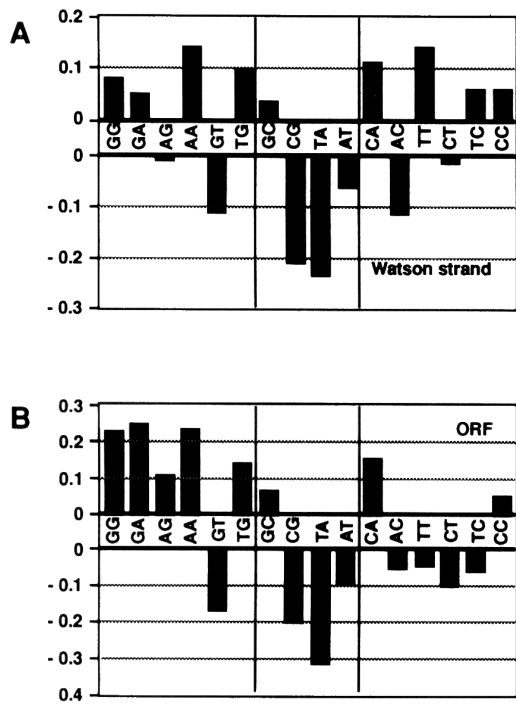 A
0.2
0.1
0
GG GA AG AA GT TG GC CG TA AT CA AC TT CT TC CC
0
- 0.1
- 0.2
Watson strand
- 0.3
B
0.3
ORF
0.2
0.1
0
GG GA AG AA GT TG GC CG TA AT CA AC TT CT TC CC
0
- 0.1
- 0.2
- 0.3
0.4